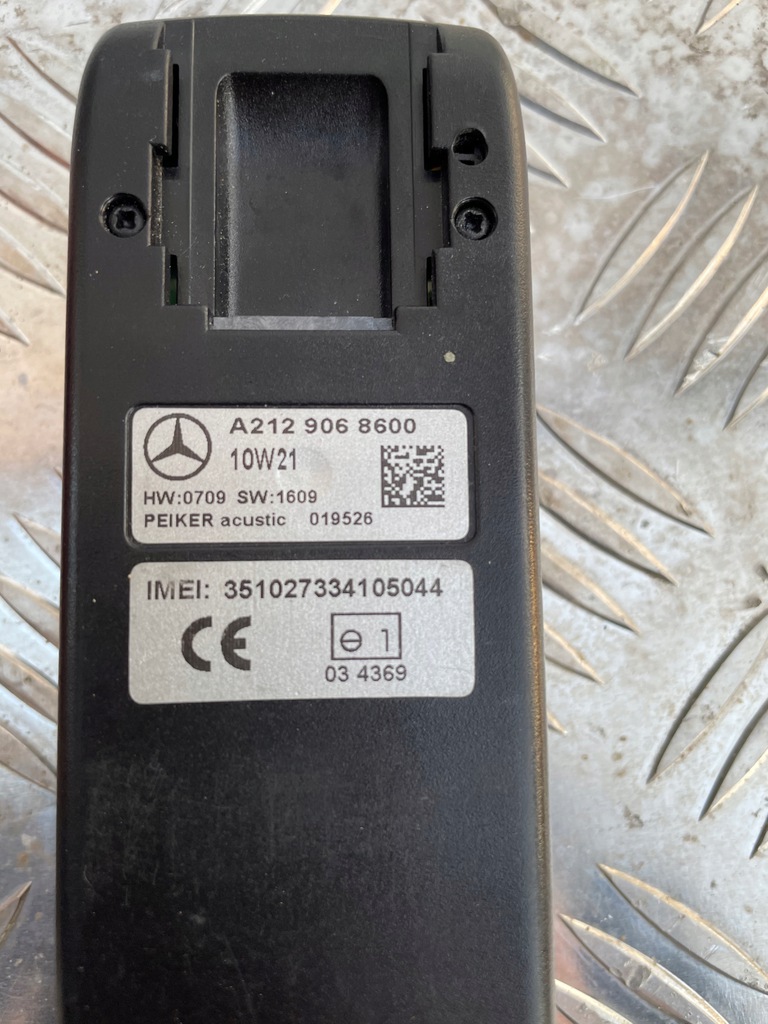 A212 906 8600
10W21
HW:0709 SW:1609
PEIKER acustic 019526
IMEI: 351027334105044
CE
e 1
03 4369